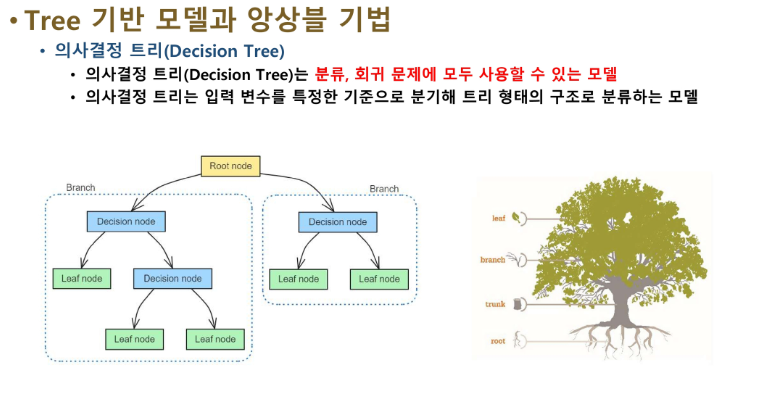 • Tree 기반 모델과 앙상블 기법
• 의사결정 트리(Decision Tree)
• 의사결정 트리(Decision Tree)는 분류, 회귀 문제에 모두 사용할 수 있는 모델
• 의사결정 트리는 입력 변수를 특정한 기준으로 분기해 트리 형태의 구조로 분류하는 모델
Root node
Branch
Branch
Decision node
Decision node
Leaf node
Decision node
Leaf node
Leaf node
Leaf node
Leaf node
leaf
branch
trunk
root